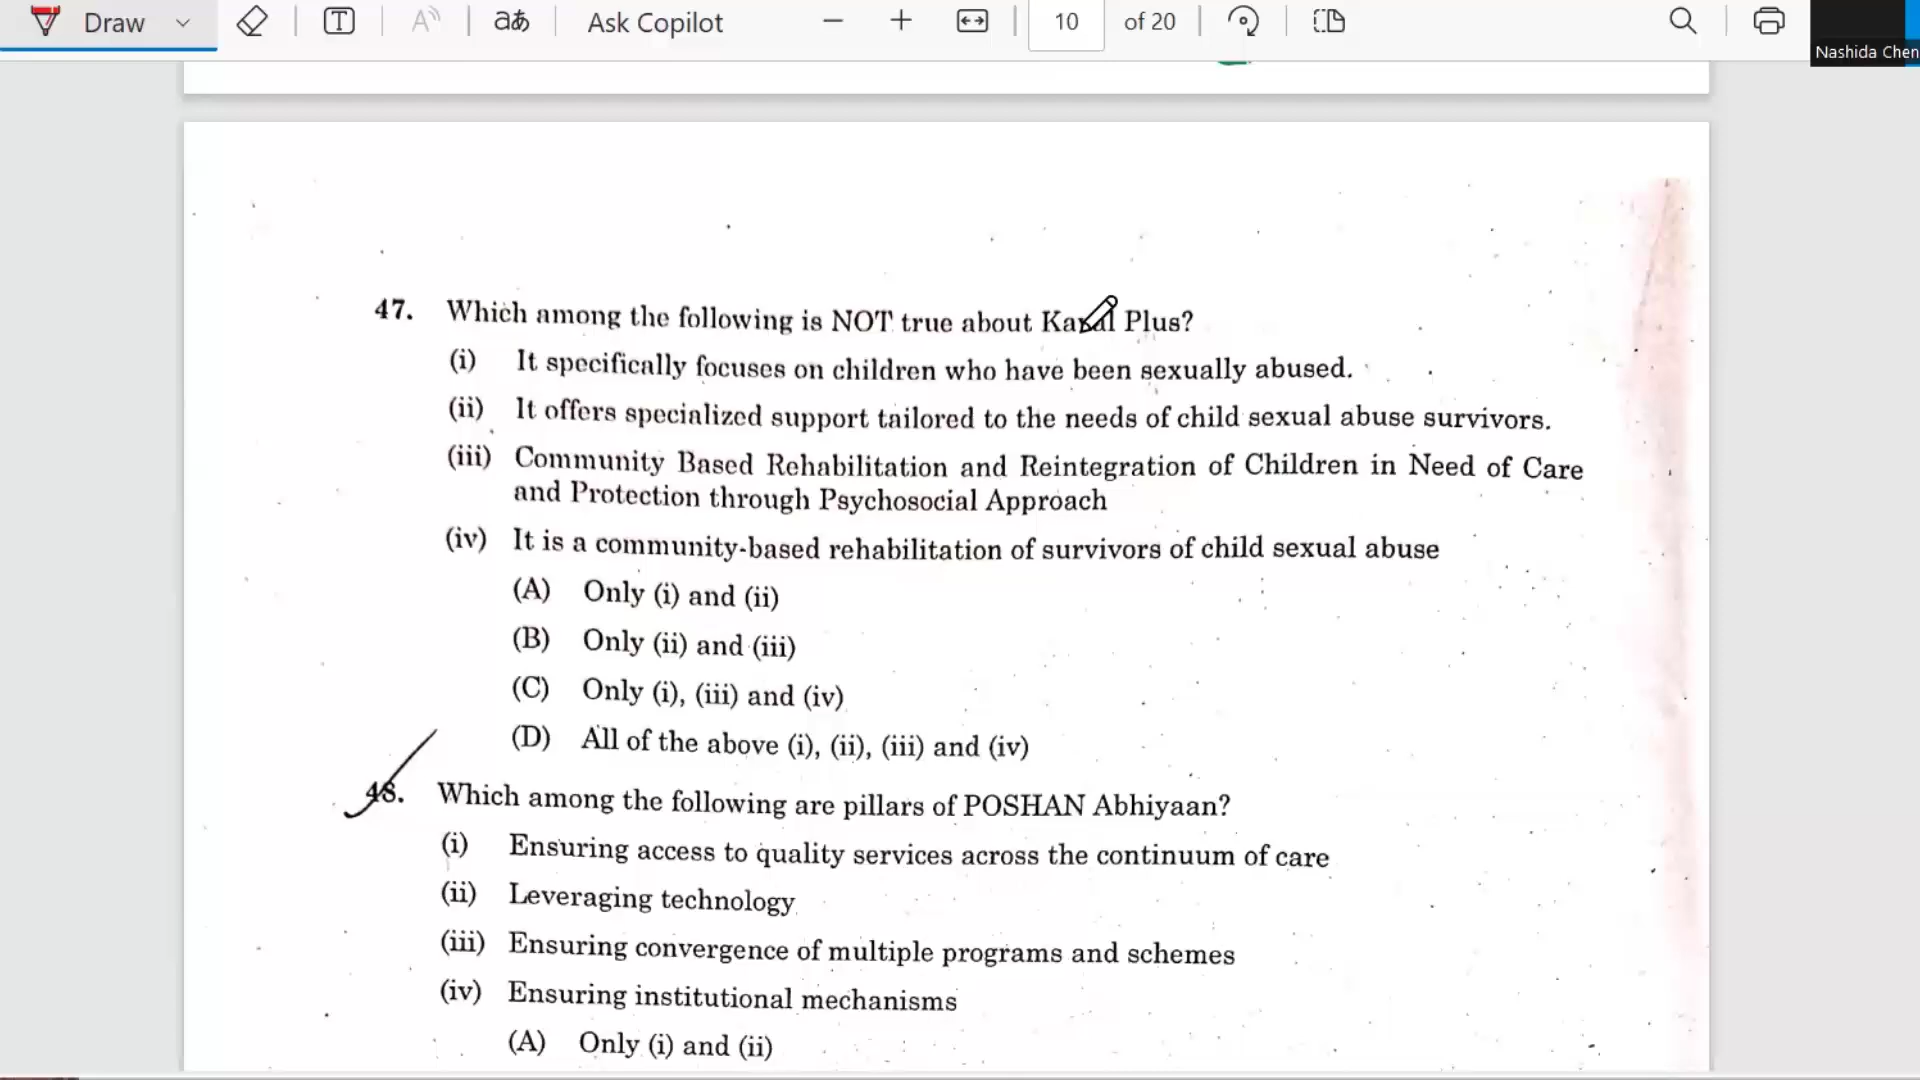 Draw
T
A
aあ
Ask Copilot
10 of 20
Nashida Chen
47. Which among the following is NOT true about Kaval Plus?
(i) It specifically focuses on children who have been sexually abused.
(ii) It offers specialized support tailored to the needs of child sexual abuse survivors.
(iii) Community Based Rehabilitation and Reintegration of Children in Need of Care
and Protection through Psychosocial Approach
(iv) It is a community-based rehabilitation of survivors of child sexual abuse
(A) Only (i) and (ii)
(B) Only (ii) and (iii)
(C) Only (i), (iii) and (iv)
(D) All of the above (i), (ii), (iii) and (iv)
48. Which among the following are pillars of POSHAN Abhiyaan?
(i) Ensuring access to quality services across the continuum of care
(ii) Leveraging technology
(iii) Ensuring convergence of multiple programs and schemes
(iv) Ensuring institutional mechanisms
(A) Only (i) and (ii)